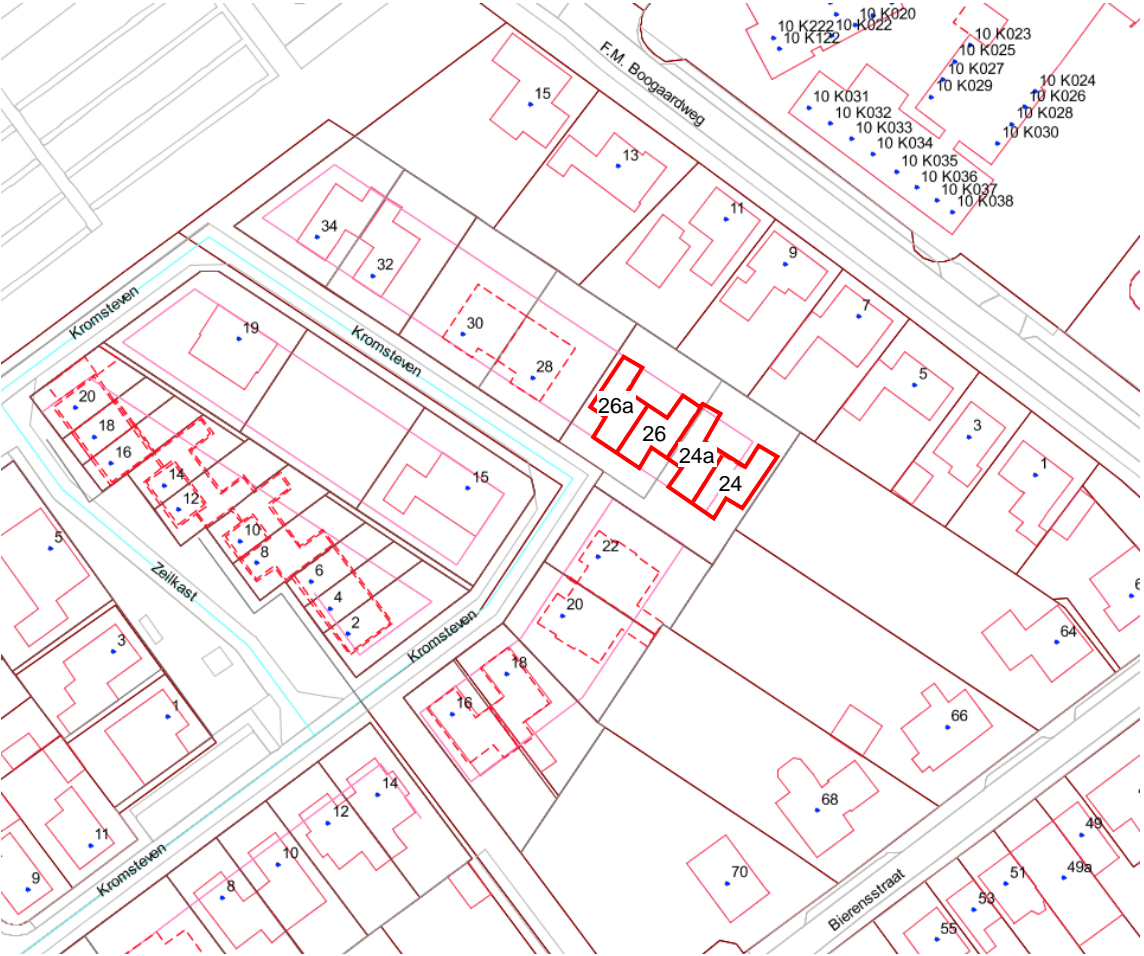 10 K020
10 K222
10 K022
10 K122
10 K023
10 K025
10 K027
10 K029
10 K024
10 K026
10 K028
10 K030
10 K031
10 K032
10 K033
10 K034
10 K035
10 K036
10 K037
10 K038
F.M. Boogaardweg
15
13
11
9
7
5
3
1
34
32
30
28
26a
26
24a
24
Kromsteven
Kromsteven
19
15
20
18
16
14
12
10
8
6
4
2
22
20
18
16
Kromsteven
Zeilkast
5
3
1
11
9
Kromsteven
14
12
10
8
6
64
66
68
70
Bierensstraat
49
49a
51
53
55